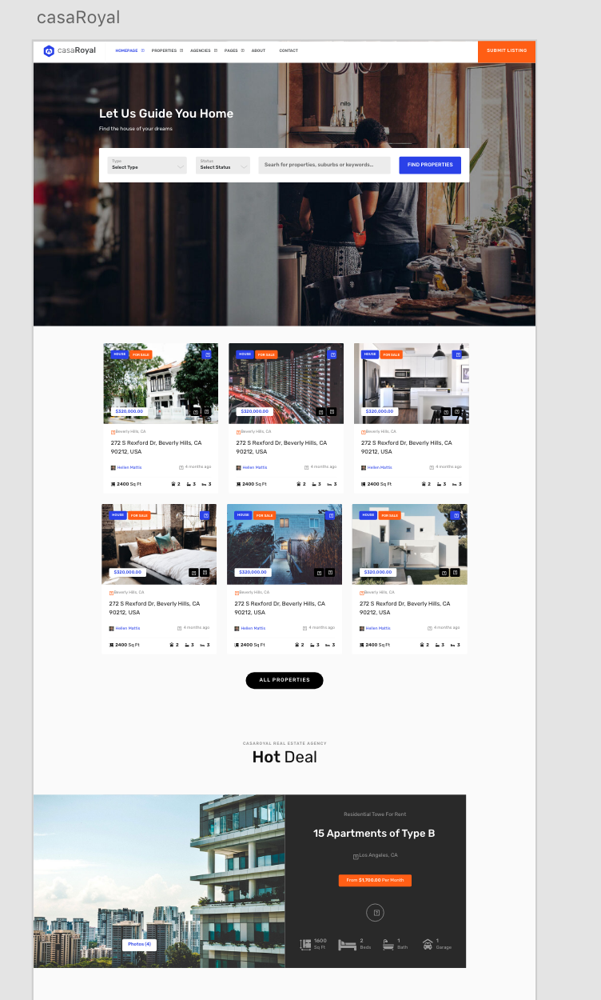 casaRoyal
casaRoyal
HOMEPAGE PROPERTIES AGENCIES PAGES ABOUT CONTACT
SUBMIT LISTING
nils
Let Us Guide You Home
Find the house of your dreams
Type
Select Type
Status
Select Status
Searh for properties, suburbs or keywords...
FIND PROPERTIES
HOUSE FOR SALE
$320,000.00
Beverly Hills, CA
272 S Rexford Dr, Beverly Hills, CA
90212, USA
Hellen Mattis 4 months ago
2400 Sq Ft 2 3 3
HOUSE FOR SALE
$320,000.00
Beverly Hills, CA
272 S Rexford Dr, Beverly Hills, CA
90212, USA
Hellen Mattis 4 months ago
2400 Sq Ft 2 3 3
HOUSE FOR SALE
$320,000.00
Beverly Hills, CA
272 S Rexford Dr, Beverly Hills, CA
90212, USA
Hellen Mattis 4 months ago
2400 Sq Ft 2 3 3
HOUSE FOR SALE
$320,000.00
Beverly Hills, CA
272 S Rexford Dr, Beverly Hills, CA
90212, USA
Hellen Mattis 4 months ago
2400 Sq Ft 2 3 3
HOUSE FOR SALE
$320,000.00
Beverly Hills, CA
272 S Rexford Dr, Beverly Hills, CA
90212, USA
Hellen Mattis 4 months ago
2400 Sq Ft 2 3 3
HOUSE FOR SALE
$320,000.00
Beverly Hills, CA
272 S Rexford Dr, Beverly Hills, CA
90212, USA
Hellen Mattis 4 months ago
2400 Sq Ft 2 3 3
ALL PROPERTIES
CASAROYAL REAL ESTATE AGENCY
Hot Deal
Photos (4)
Residential Towe For Rent
15 Apartments of Type B
Los Angeles, CA
From $1,700.00 Per Month
1600
Sq Ft
2
Beds
1
Bath
1
Garage